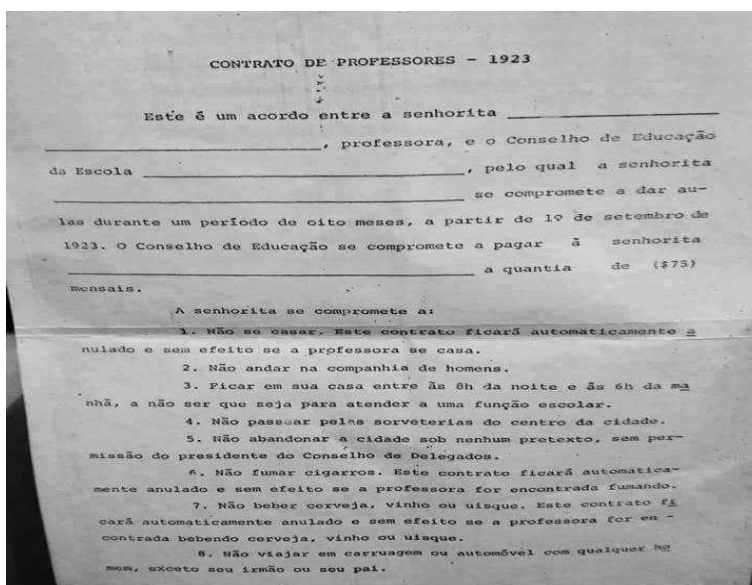 CONTRATO DE PROFESSORES - 1923
Este é um acordo entre a senhorita
, professora, e o Conselho de Educação
da Escola , pelo qual a senhorita
se compromete a dar au-
las durante um período de oito meses, a partir de 1º de setembro de
1923. O Conselho de Educação se compromete a pagar à senhorita
a quantia de ($75)
mensais.
A senhorita se compromete a:
1. Não se casar. Este contrato ficará automaticamente a
nulado e sem efeito se a professora se casa.
2. Não andar na companhia de homens.
3. Ficar em sua casa entre às 8h da noite e às 6h da ma
nhã, a não ser que seja para atender a uma função escolar.
4. Não passear pelas sorveterias do centro da cidade.
5. Não abandonar a cidade sob nenhum pretexto, sem per-
missão do presidente do Conselho de Delegados.
6. Não fumar cigarros. Este contrato ficará automatica-
mente anulado e sem efeito se a professora for encontrada fumando.
7. Não beber cerveja, vinho ou uisque. Este contrato fi
cará automaticamente anulado e sem efeito se a professora for en -
contrada bebendo cerveja, vinho ou uisque.
8. Não viajar em carruagem ou automóvel com qualquer ho
mem, exceto seu irmão ou seu pai.